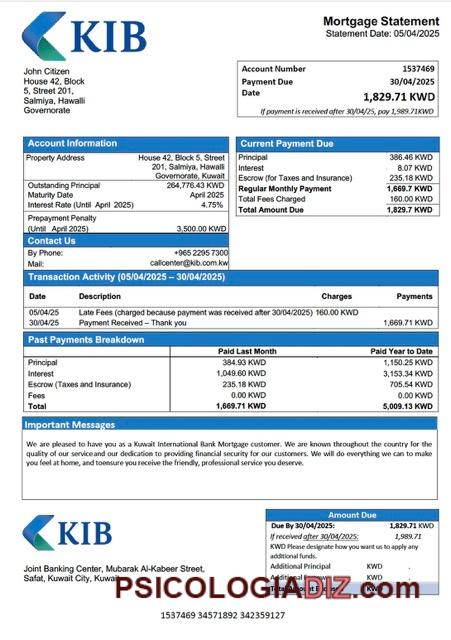 KIB
Mortgage Statement
Statement Date: 05/04/2025
John Citizen
House 42, Block
5, Street 201,
Salmiya, Hawalli
Governorate
Account Number 1537469
Payment Due 30/04/2025
Date
1,829.71 KWD
If payment is received after 30/04/25, pay 1,989.71KWD
Account Information
Property Address House 42, Block 5, Street
201, Salmiya, Hawalli
Governorate, Kuwait
Outstanding Principal 264,776.43 KWD
Maturity Date April 2025
Interest Rate (Until April 2025) 4.75%
Prepayment Penalty
(Until April 2025) 3,500.00 KWD
Contact Us
By Phone: +965 2295 7300
Mail: callcenter@kib.com.kw
Current Payment Due
Principal 386.46 KWD
Interest 8.07 KWD
Escrow (for Taxes and Insurance) 235.18 KWD
Regular Monthly Payment 1,669.7 KWD
Total Fees Charged 160.00 KWD
Total Amount Due 1,829.7 KWD
Transaction Activity (05/04/2025 – 30/04/2025)
Date Description Charges Payments
05/04/25 Late Fees (charged because payment was received after 30/04/2025) 160.00 KWD
30/04/25 Payment Received – Thank you 1,669.71 KWD
Past Payments Breakdown
Paid Last Month Paid Year to Date
Principal 384.93 KWD 1,150.25 KWD
Interest 1,049.60 KWD 3,153.34 KWD
Escrow (Taxes and Insurance) 235.18 KWD 705.54 KWD
Fees 0.00 KWD 0.00 KWD
Total 1,669.71 KWD 5,009.13 KWD
Important Messages
We are pleased to have you as a Kuwait International Bank Mortgage customer. We are known throughout the country for the
quality of our service and our dedication to providing financial security for our customers. We will do everything we can to make
you feel at home, and toensure you receive the friendly, professional service you deserve.
KIB
Joint Banking Center, Mubarak Al-Kabeer Street,
Safat, Kuwait City, Kuwait
Amount Due
Due By 30/04/2025: 1,829.71 KWD
If received after 30/04/2025: 1,989.71
KWD Please designate how you want us to apply any
additional funds.
Additional Principal KWD .
Additional KWD .
PSICOLOGIADIZ.com
1537469 34571892 342359127